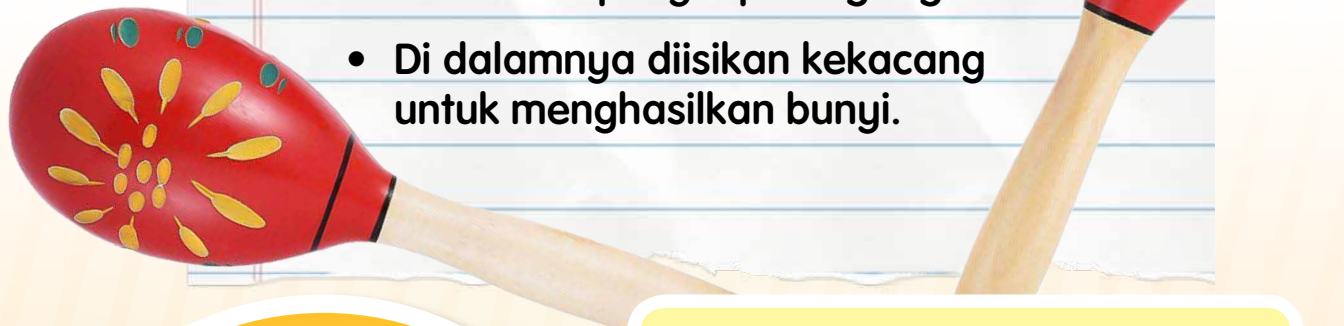 • Di dalamnya diisikan kekacang
untuk menghasilkan bunyi.